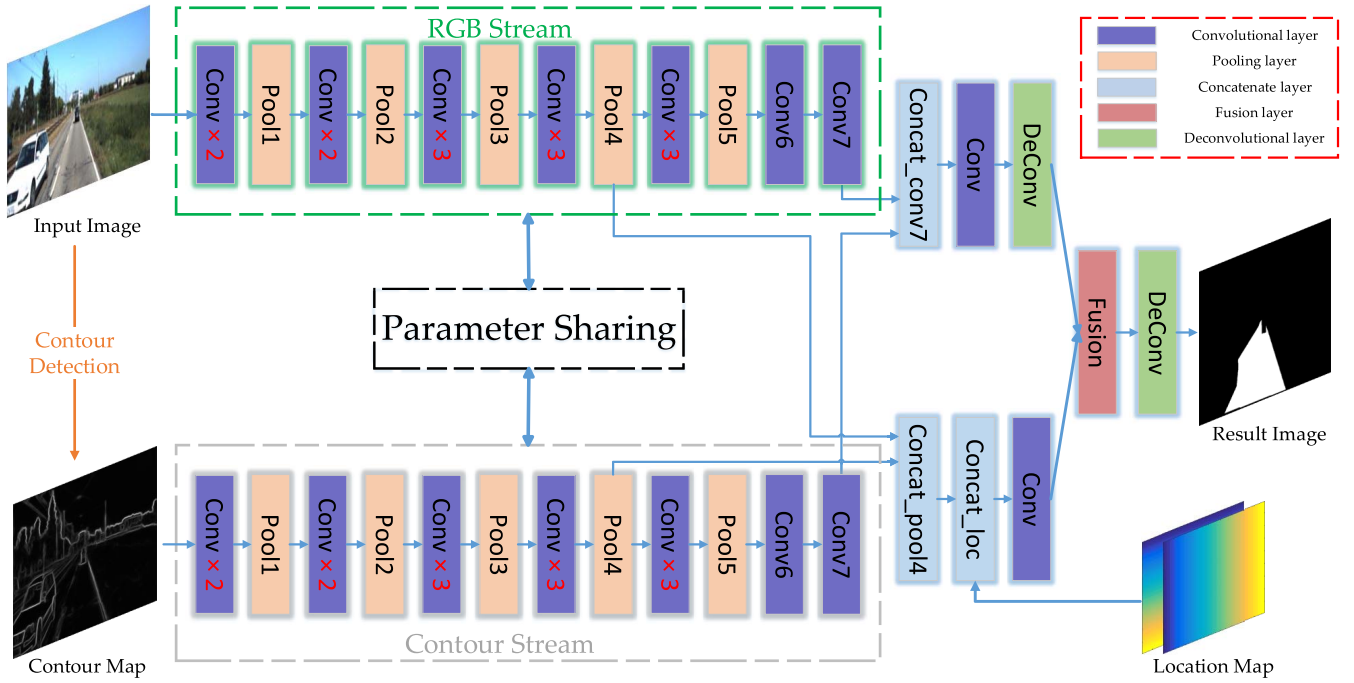 RGB Stream
Conv × 2
Pool1
Conv × 2
Pool2
Conv × 3
Pool3
Conv × 3
Pool4
Conv × 3
Pool5
Conv6
Conv7
Input Image
Contour
Detection
Parameter Sharing
Contour Map
Conv × 2
Pool1
Conv × 2
Pool2
Conv × 3
Pool3
Conv × 3
Pool4
Conv × 3
Pool5
Conv6
Conv7
Contour Stream
Concat_conv7
Conv
DeConv
Concat_pool4
Concat_loc
Conv
Fusion
DeConv
Convolutional layer
Pooling layer
Concatenate layer
Fusion layer
Deconvolutional layer
Result Image
Location Map